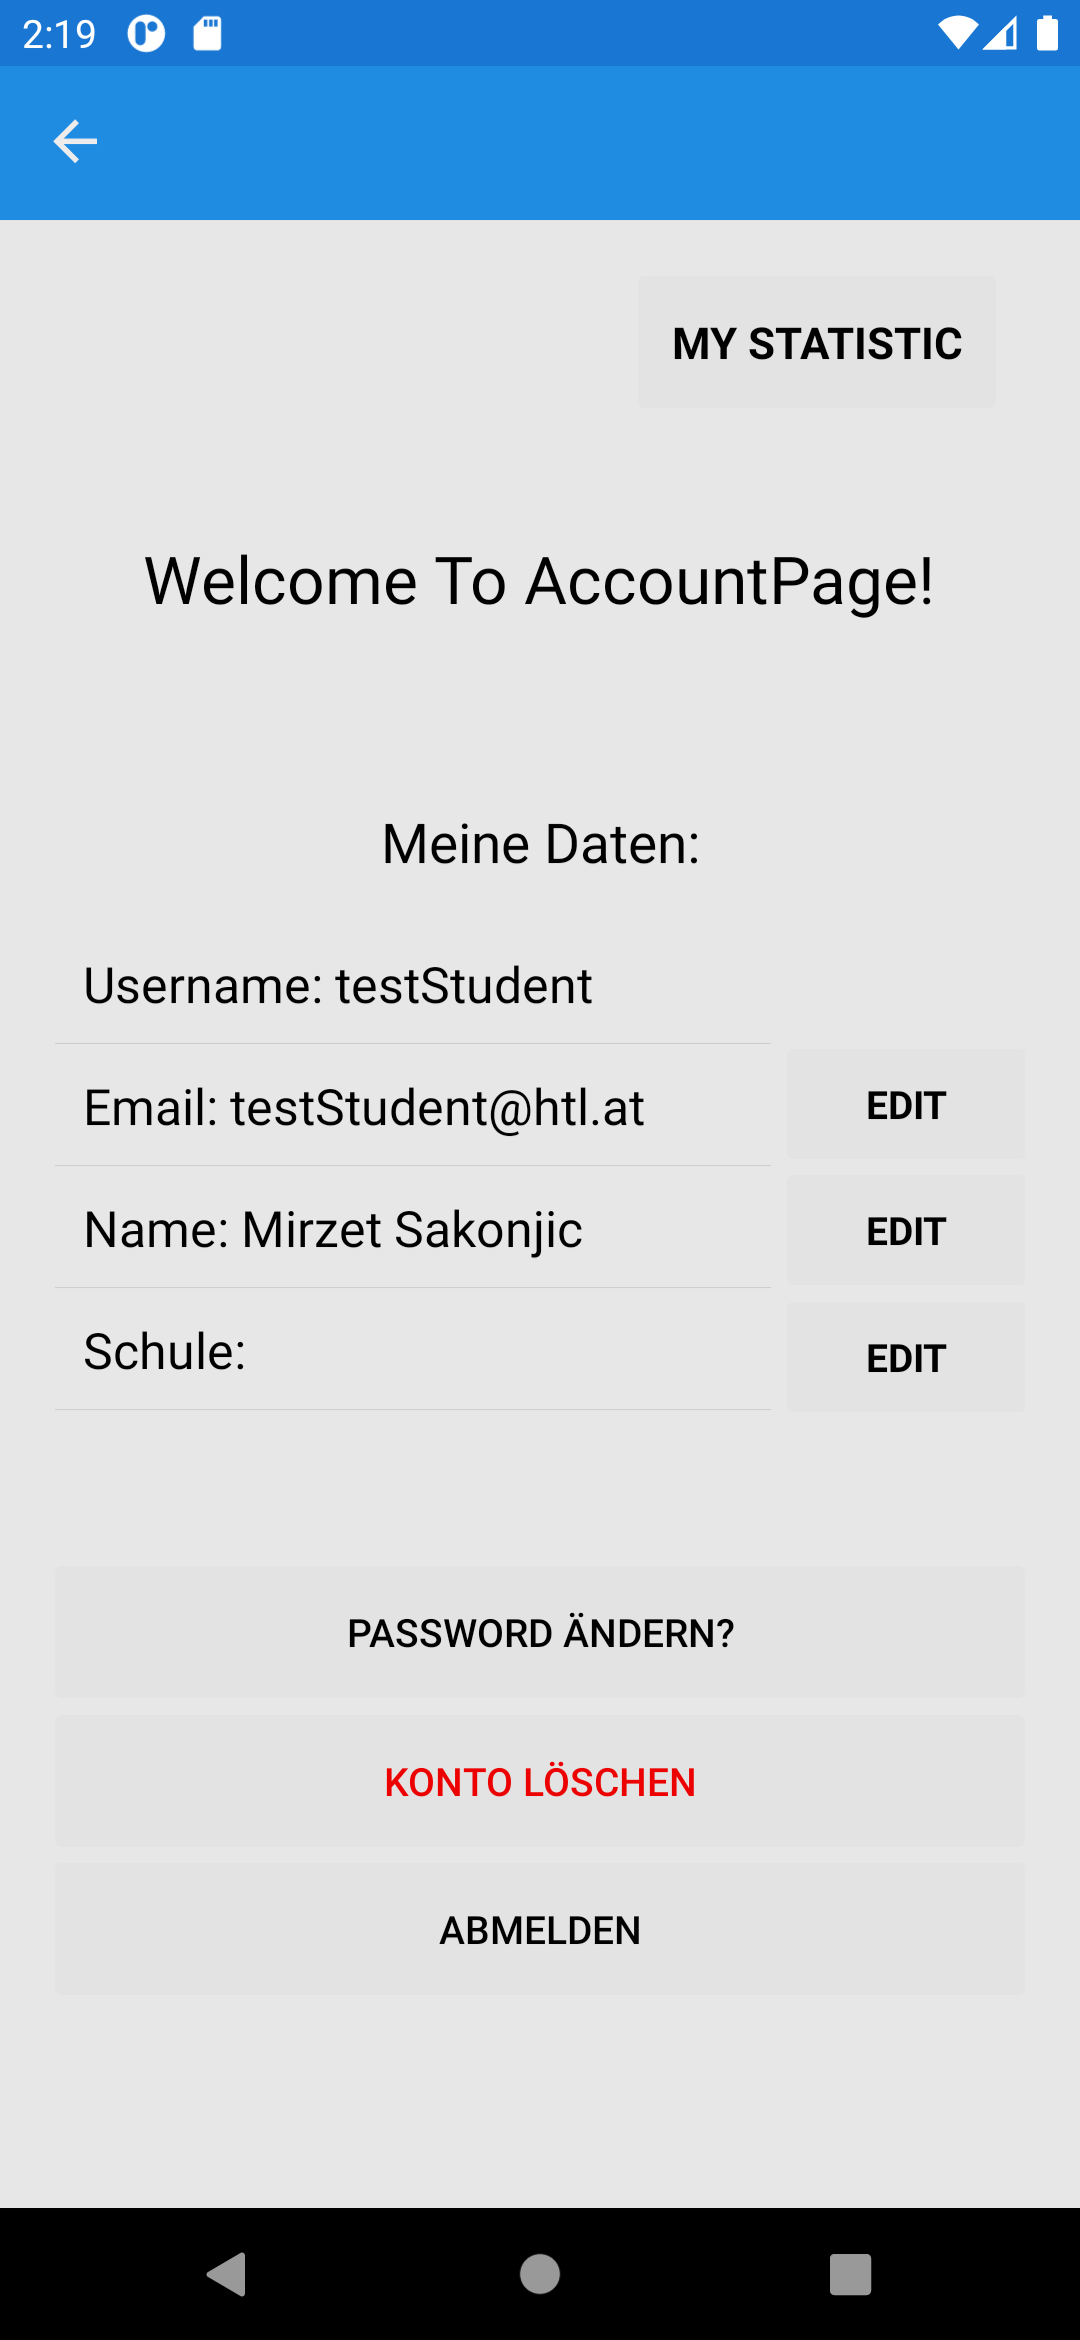 2:19
MY STATISTIC
Welcome To AccountPage!
Meine Daten:
Username: testStudent
Email: testStudent@htl.at
EDIT
Name: Mirzet Sakonjic
EDIT
Schule:
EDIT
PASSWORD ÄNDERN?
KONTO LÖSCHEN
ABMELDEN